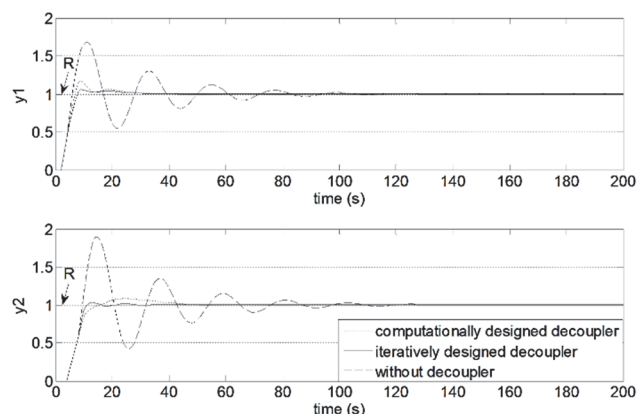 2
1.5
R
1
y1
0.5
0
0 20 40 60 80 100 120 140 160 180 200
time (s)
2
1.5
R
1
y2
0.5
0
computationally designed decoupler
iteratively designed decoupler
without decoupler
0 20 40 60 80 100 120 140 160 180 200
time (s)